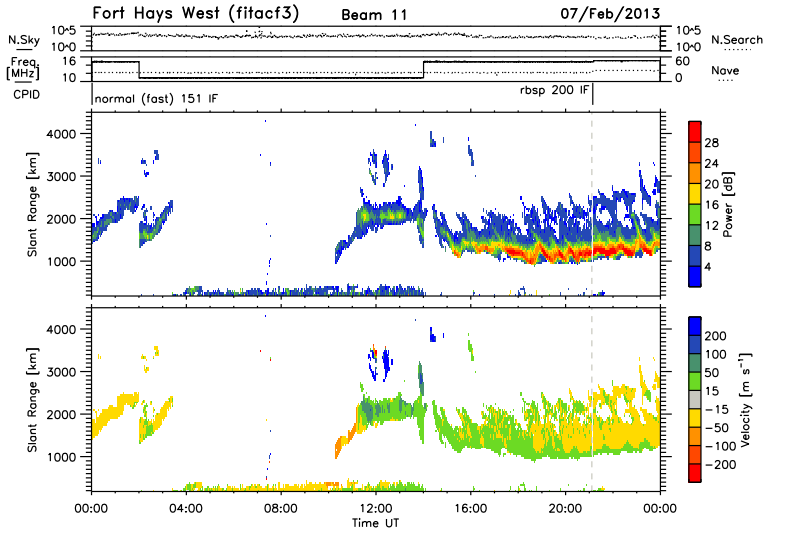 Fort Hays West (fitacf3) Beam 11 07/Feb/2013
N.Sky 10^5 10^0 10^5 10^0 N.Search
Freq. [MHz] 16 10 60 0 Nave
CPID normal (fast) 151 IF rbsp 200 IF
Slant Range [km] 4000 3000 2000 1000
28 24 20 16 12 8 4 Power [dB]
Slant Range [km] 4000 3000 2000 1000
200 100 50 15 -15 -50 -100 -200 Velocity [m s⁻¹]
00:00 04:00 08:00 12:00 16:00 20:00 00:00
Time UT